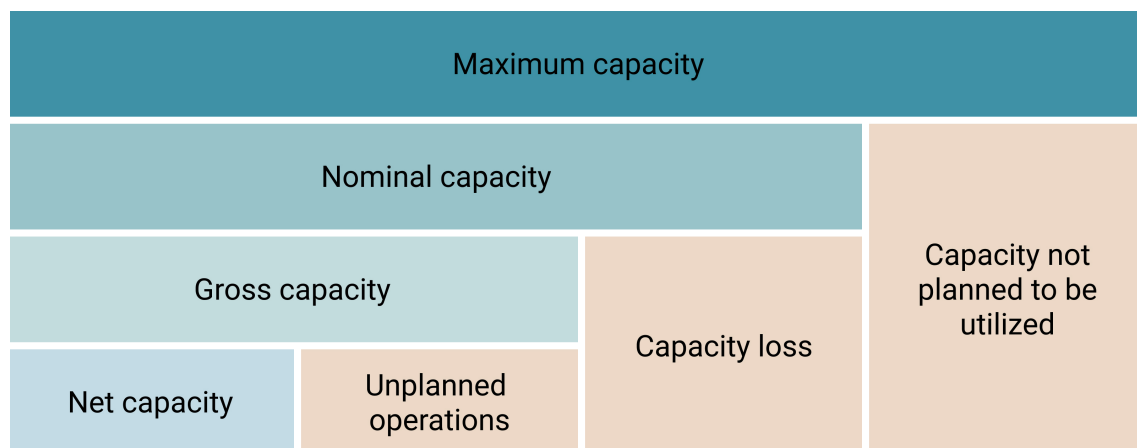 Maximum capacity
Nominal capacity
Gross capacity
Capacity not
planned to be
utilized
Capacity loss
Net capacity
Unplanned
operations